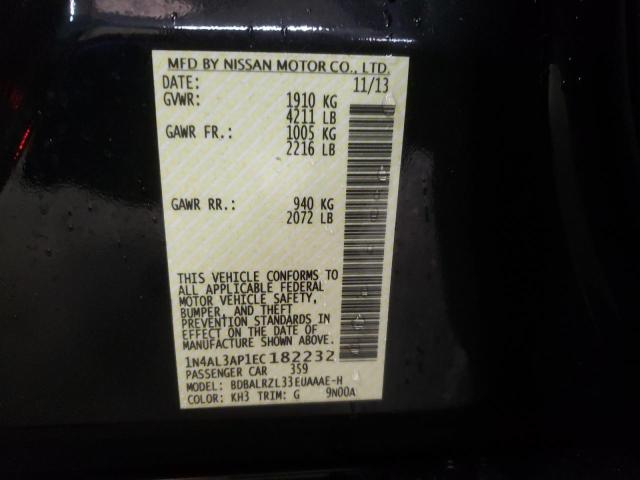 MFD BY NISSAN MOTOR CO., LTD.
DATE: 11/13
GVWR: 1910 KG
4211 LB
GAWR FR.: 1005 KG
2216 LB
GAWR RR.: 940 KG
2072 LB
THIS VEHICLE CONFORMS TO
ALL APPLICABLE FEDERAL
MOTOR VEHICLE SAFETY,
BUMPER, AND THEFT
PREVENTION STANDARDS IN
EFFECT ON THE DATE OF
MANUFACTURE SHOWN ABOVE.
1N4AL3AP1EC182232
PASSENGER CAR 359
MODEL: BDBALRZL33EUAAAE-H
COLOR: KH3 TRIM: G 9N00A